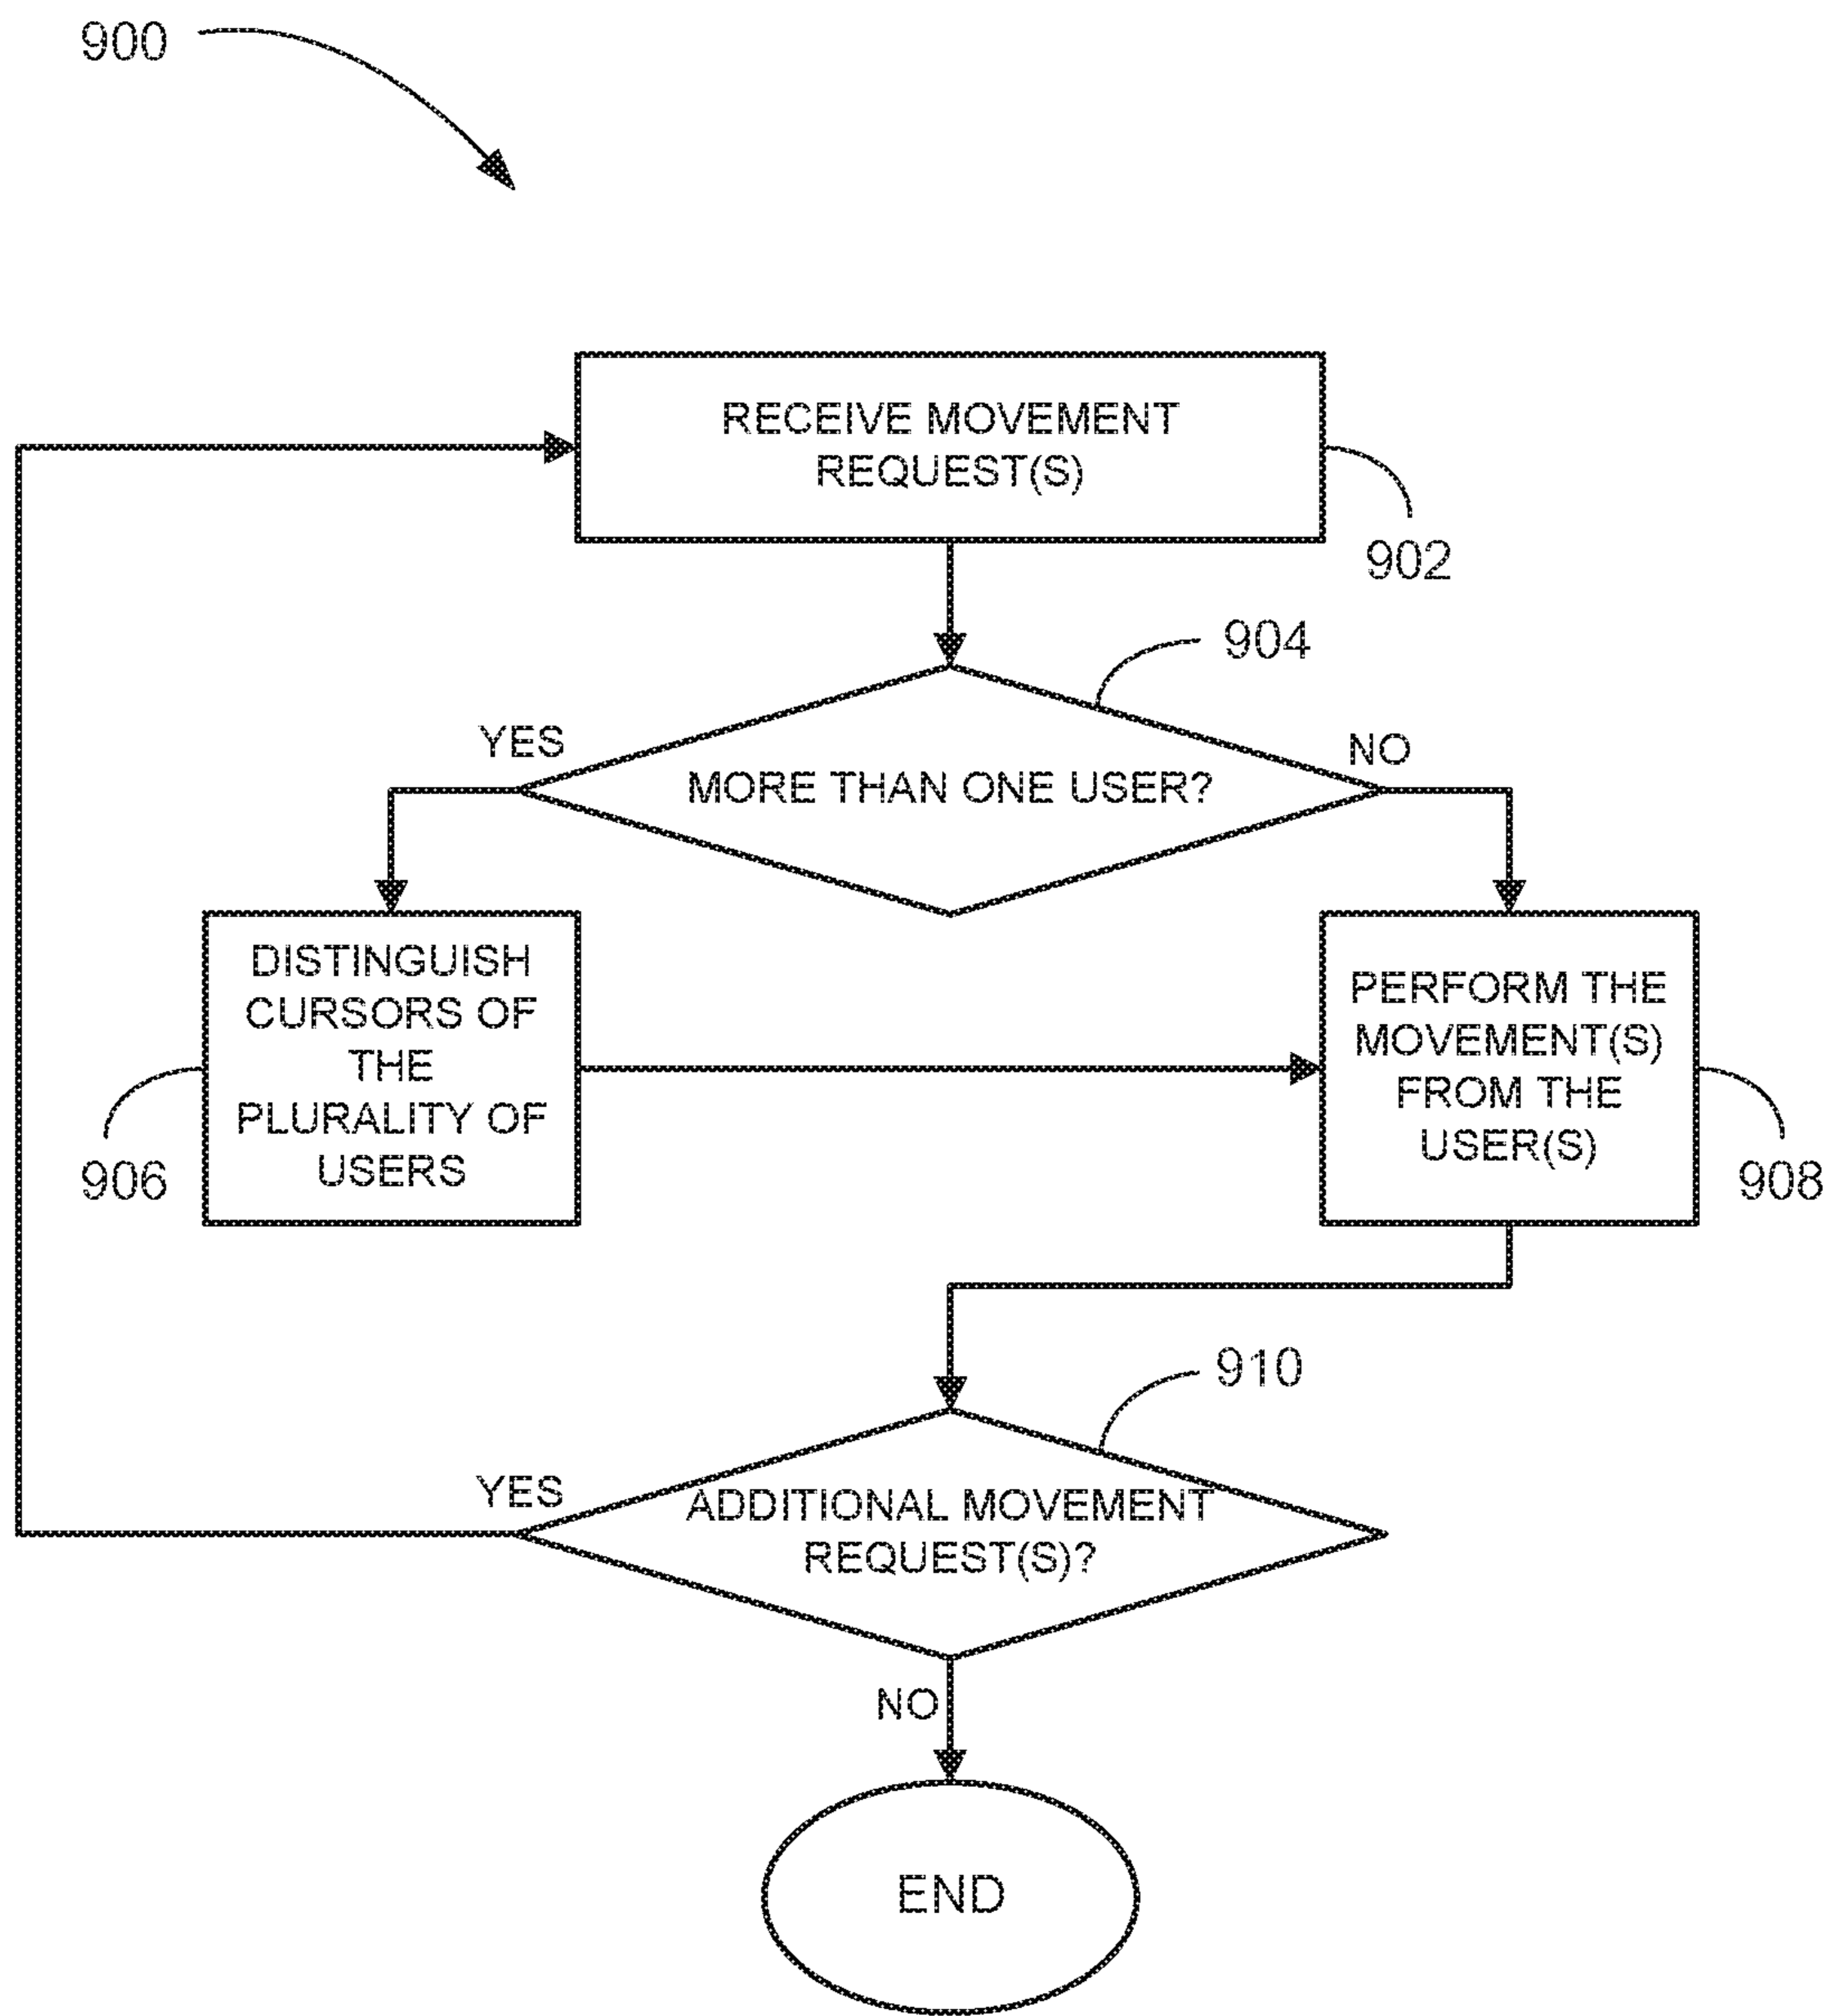 900
RECEIVE MOVEMENT
REQUEST(S)
902
904
YES
NO
MORE THAN ONE USER?
DISTINGUISH
CURSORS OF
THE
PLURALITY OF
USERS
906
PERFORM THE
MOVEMENT(S)
FROM THE
USER(S)
908
910
YES
ADDITIONAL MOVEMENT
REQUEST(S)?
NO
END